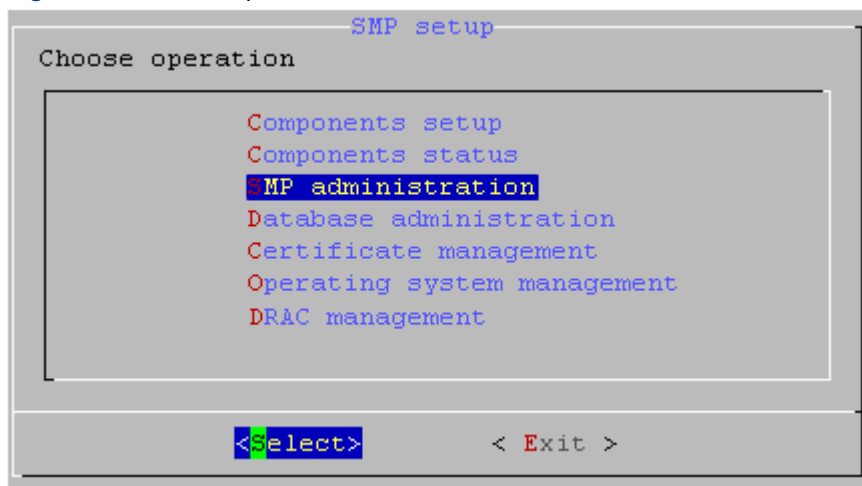 SMP setup
Choose operation
Components setup
Components status
SMP administration
Database administration
Certificate management
Operating system management
DRAC management
<Select> < Exit >